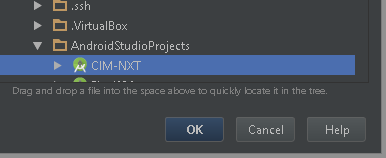 .ssh
.VirtualBox
AndroidStudioProjects
CIM-NXT
Drag and drop a file into the space above to quickly locate it in the tree.
OK Cancel Help